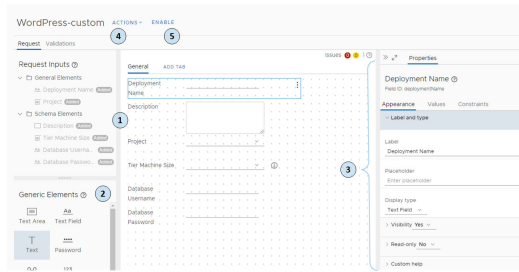 WordPress-custom ACTIONS ENABLE
4 5
Request Validations
Request Inputs
General Elements
Deployment Name Added
Project Added
Schema Elements
Description Added
Tier Machine Size Added
Database Userna... Added
Database Passwo... Added
Generic Elements 2
Text Area Text Field
Text Password
0,0 123
1
Issues 0 0
General ADD TAB
Deployment
Name
Description
Project
Tier Machine Size
Database
Username
Database
Password
3
Properties
Deployment Name
Field ID: deploymentName
Appearance Values Constraints
Label and type
Label
Deployment Name
Placeholder
Enter placeholder
Display type
Text Field
Visibility Yes
Read-only No
Custom help